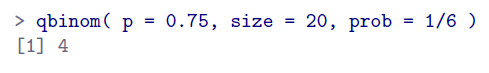 > qbinom( p = 0.75, size = 20, prob = 1/6 )
[1] 4